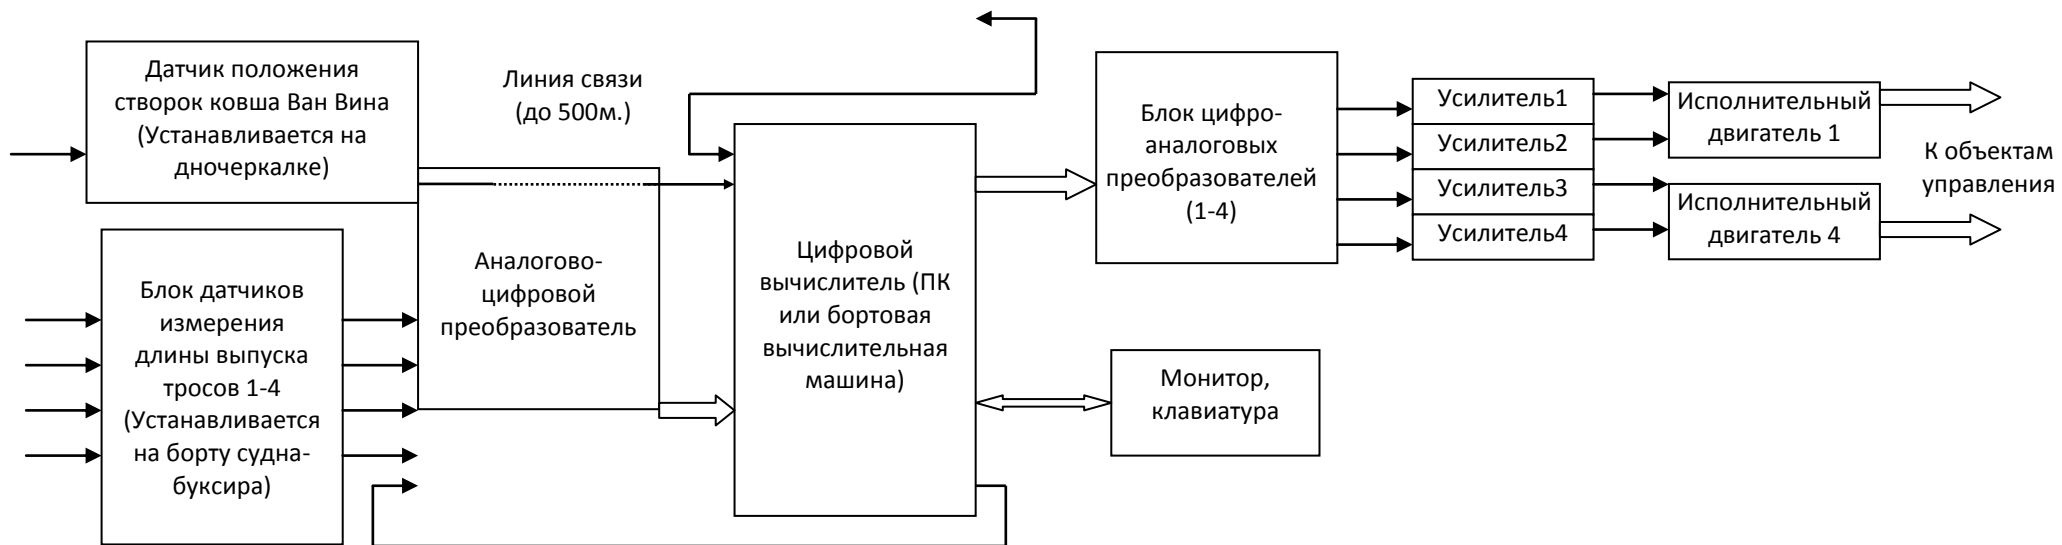 Датчик положения
створок ковша Ван Вина
(Устанавливается на
дночеркалке)
Линия связи
(до 500м.)
Блок датчиков
измерения
длины выпуска
тросов 1-4
(Устанавливается
на борту судна-
буксира)
Аналогово-
цифровой
преобразователь
Цифровой
вычислитель (ПК
или бортовая
вычислительная
машина)
Монитор,
клавиатура
Блок цифро-
аналоговых
преобразователей
(1-4)
Усилитель1
Усилитель2
Усилитель3
Усилитель4
Исполнительный
двигатель 1
Исполнительный
двигатель 4
К объектам
управления